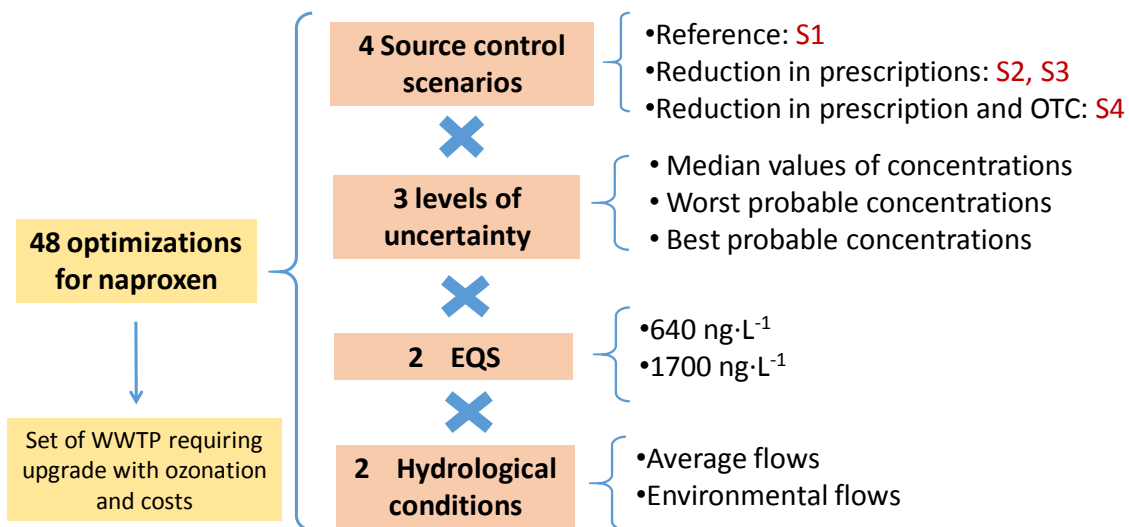 48 optimizations
for naproxen
Set of WWTP requiring
upgrade with ozonation
and costs
4 Source control
scenarios
•Reference: S1
•Reduction in prescriptions: S2, S3
•Reduction in prescription and OTC: S4
3 levels of
uncertainty
• Median values of concentrations
• Worst probable concentrations
• Best probable concentrations
2 EQS
•640 ng·L⁻¹
•1700 ng·L⁻¹
2 Hydrological
conditions
•Average flows
•Environmental flows